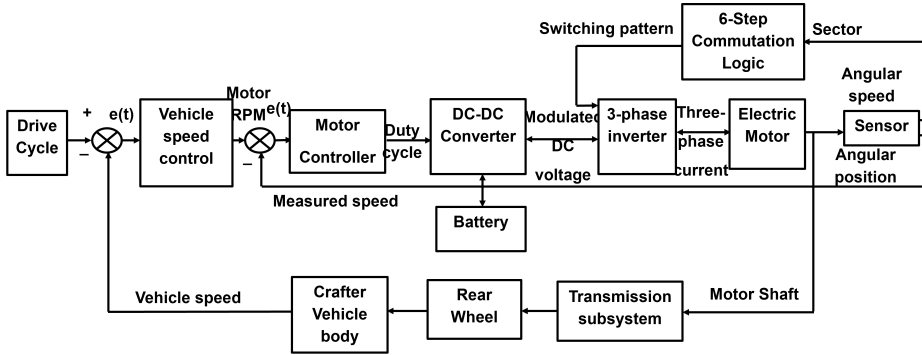 Switching pattern
6-Step
Commutation
Logic
Sector
Angular
speed
+
e(t)
Drive
Cycle
−
Vehicle
speed
control
Motor
RPM
e(t)
−
Motor
Controller
Duty
cycle
DC-DC
Converter
Modulated
DC
voltage
3-phase
inverter
Three-
phase
current
Electric
Motor
Sensor
Angular
position
Measured speed
Battery
Vehicle speed
Crafter
Vehicle
body
Rear
Wheel
Transmission
subsystem
Motor Shaft